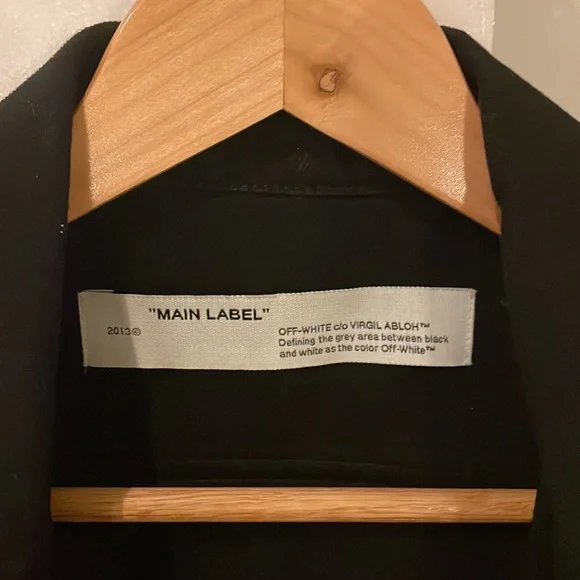 "MAIN LABEL"
2013©
OFF-WHITE c/o VIRGIL ABLOH™
Defining the grey area between black
and white as the color Off-White™